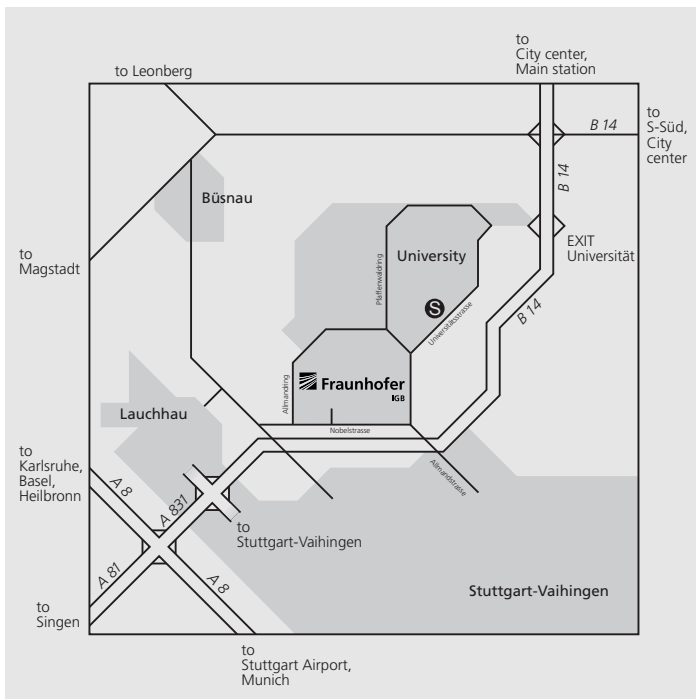 to
City center,
Main station
to Leonberg
to
S-Süd,
City
center
B 14
B 14
Büsnau
to
Magstadt
EXIT
Universität
University
Pfaffenwaldring
S
Universitätsstrasse
B 14
Allmandring
Fraunhofer
IGB
Lauchhau
Nobelstrasse
to
Karlsruhe,
Basel,
Heilbronn
Allmandstrasse
A 8
A 831
to
Stuttgart-Vaihingen
A 81
A 8
Stuttgart-Vaihingen
to
Singen
to
Stuttgart Airport,
Munich